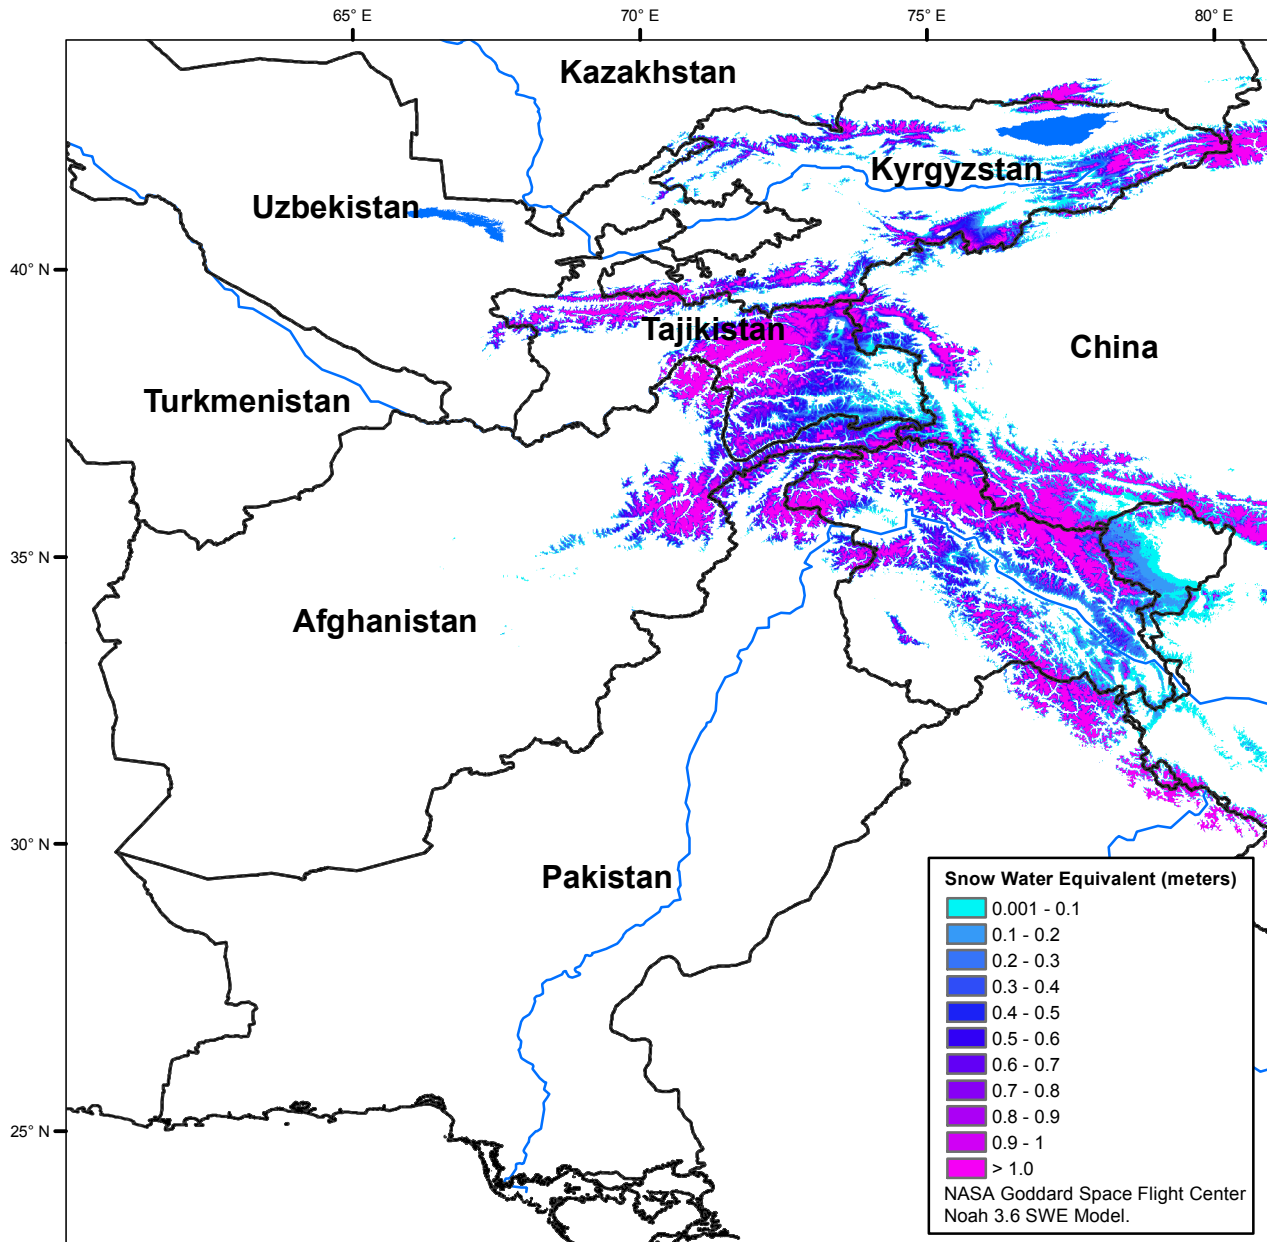 65° E
70° E
75° E
80° E
Kazakhstan
Kyrgyzstan
Uzbekistan
40° N
Tajikistan
China
Turkmenistan
35° N
Afghanistan
30° N
Pakistan
25° N
Snow Water Equivalent (meters)
0.001 - 0.1
0.1 - 0.2
0.2 - 0.3
0.3 - 0.4
0.4 - 0.5
0.5 - 0.6
0.6 - 0.7
0.7 - 0.8
0.8 - 0.9
0.9 - 1
> 1.0
NASA Goddard Space Flight Center
Noah 3.6 SWE Model.